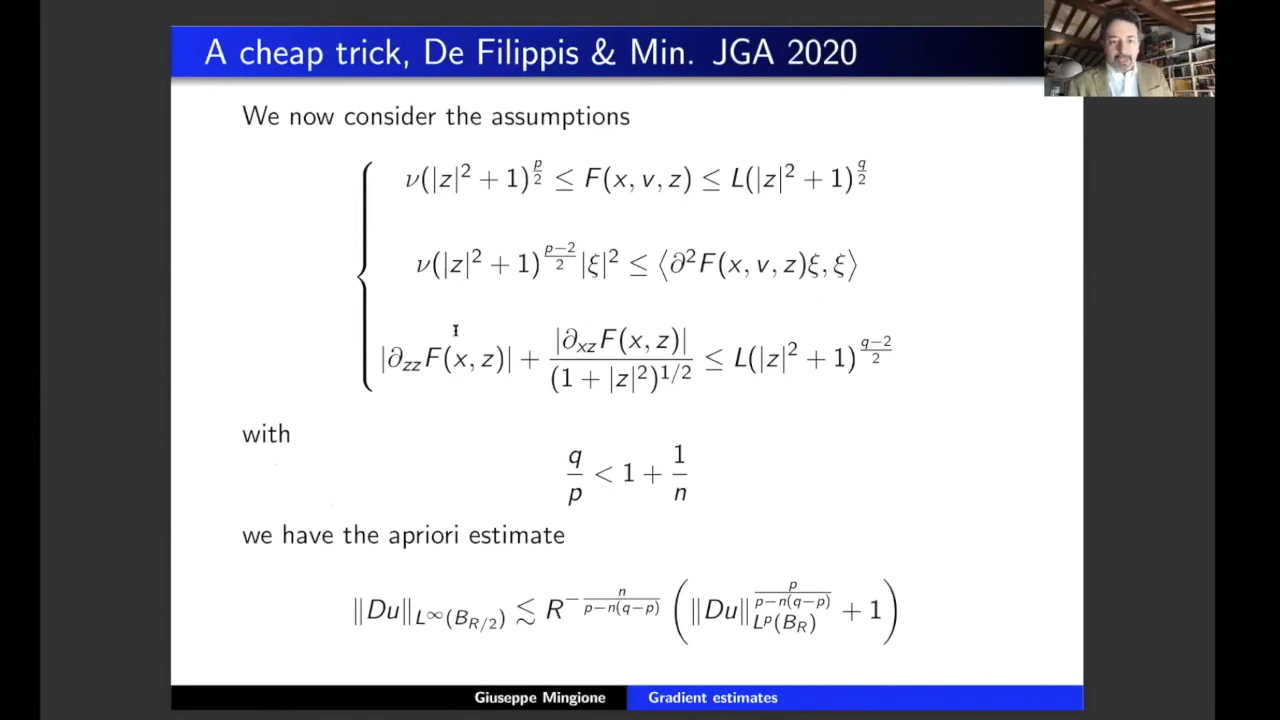 A cheap trick, De Filippis & Min. JGA 2020
We now consider the assumptions
ν(|z|² + 1)^{p/2} ≤ F(x, v, z) ≤ L(|z|² + 1)^{q/2}
ν(|z|² + 1)^{(p−2)/2}|ξ|² ≤ ⟨∂²F(x, v, z)ξ, ξ⟩
|∂_{zz}F(x, z)| + |∂_{xz}F(x, z)| / (1 + |z|²)^{1/2} ≤ L(|z|² + 1)^{(q−2)/2}
with
q/p < 1 + 1/n
we have the apriori estimate
‖Du‖_{L^∞(B_{R/2})} ≲ R^{−n/(p−n(q−p))} (‖Du‖_{L^p(B_R)}^{p/(p−n(q−p))} + 1)
Giuseppe Mingione
Gradient estimates